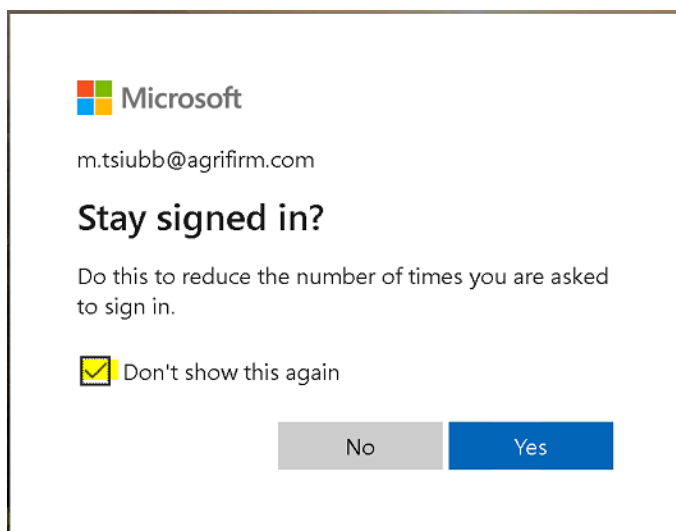 Microsoft
m.tsiubb@agrifirm.com
Stay signed in?
Do this to reduce the number of times you are asked
to sign in.
Don't show this again
No
Yes